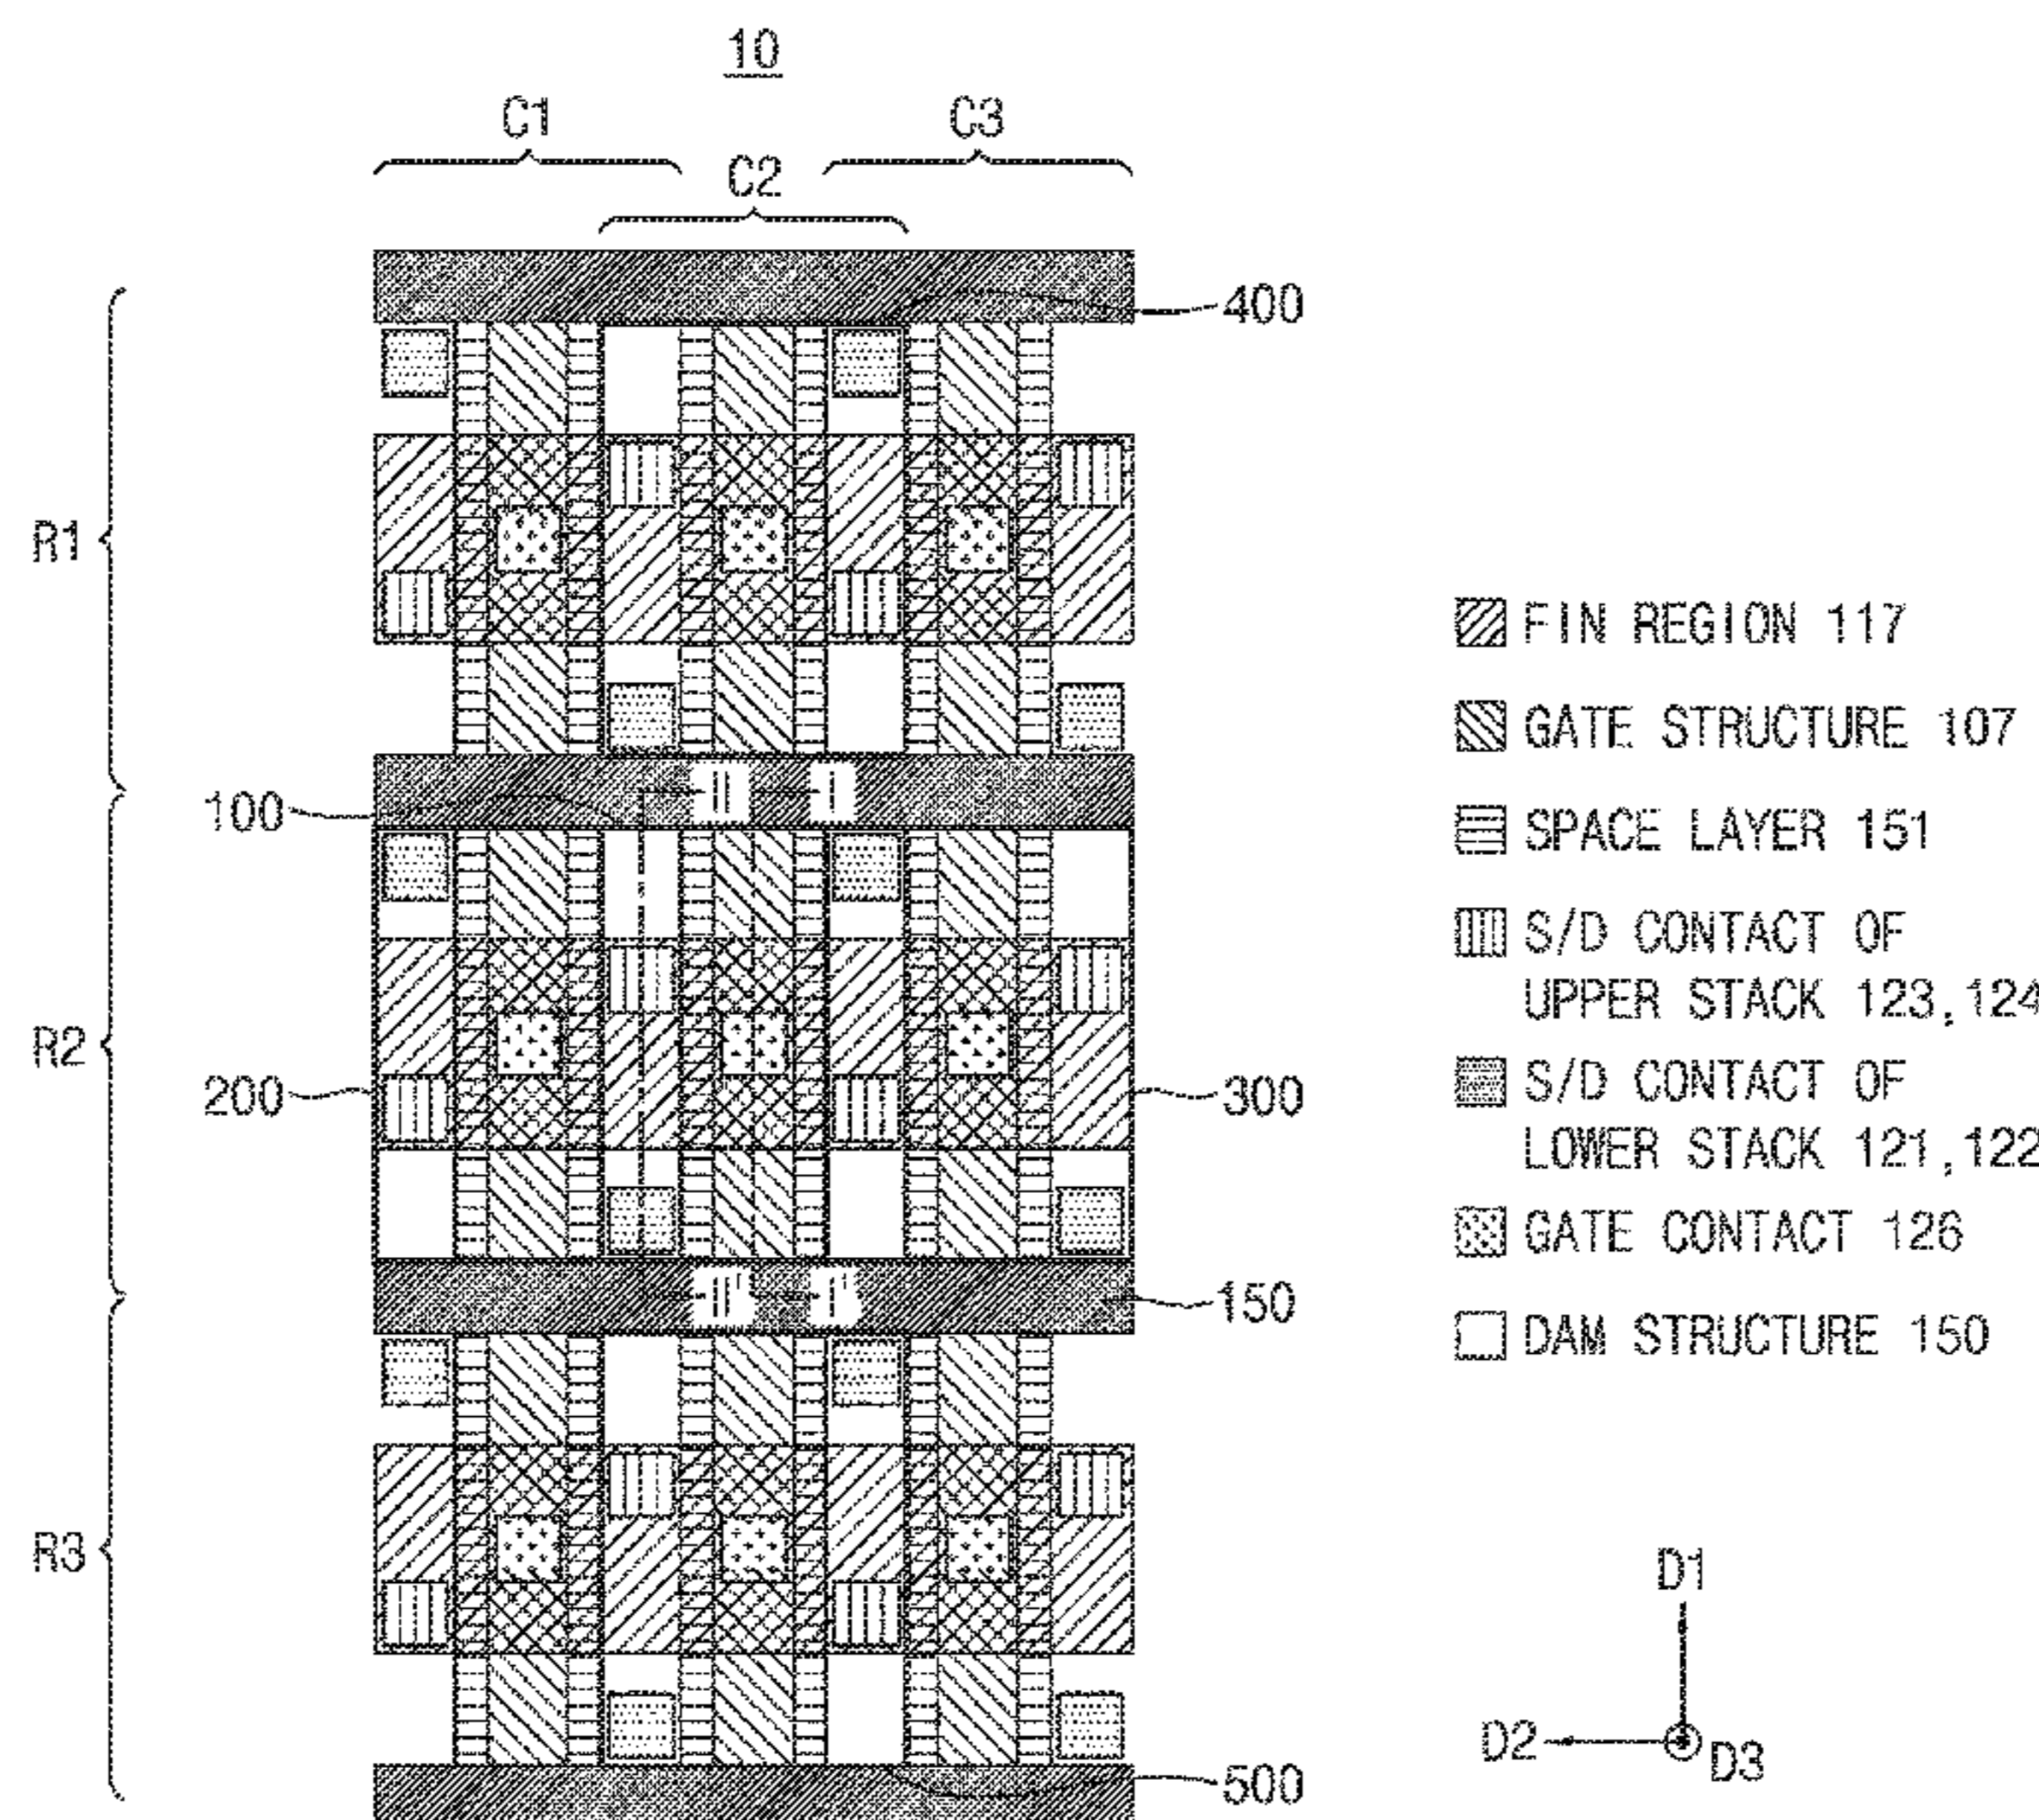 10
C1
C3
C2
400
R1
100
II
I
R2
200
300
II
I
150
R3
500
FIN REGION 117
GATE STRUCTURE 107
SPACE LAYER 151
S/D CONTACT OF
UPPER STACK 123,124
S/D CONTACT OF
LOWER STACK 121,122
GATE CONTACT 126
DAM STRUCTURE 150
D1
D2
D3